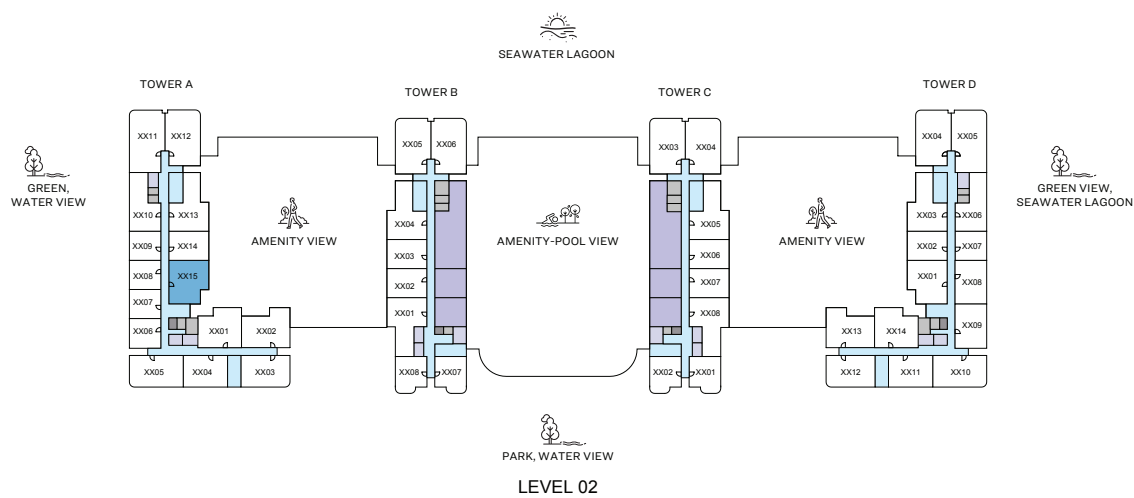 SEAWATER LAGOON
TOWER A
TOWER B
TOWER C
TOWER D
XX11 XX12
XX05 XX06
XX03 XX04
XX04 XX05
GREEN,
WATER VIEW
GREEN VIEW,
SEAWATER LAGOON
XX10 XX13
XX09 XX14
XX08 XX15
XX07
XX06 XX01 XX02
XX05 XX04 XX03
AMENITY VIEW
XX04
XX03
XX02
XX01
XX08 XX07
AMENITY-POOL VIEW
XX05
XX06
XX07
XX08
XX02 XX01
AMENITY VIEW
XX03 XX06
XX02 XX07
XX01 XX08
XX13 XX14 XX09
XX12 XX11 XX10
PARK, WATER VIEW
LEVEL 02